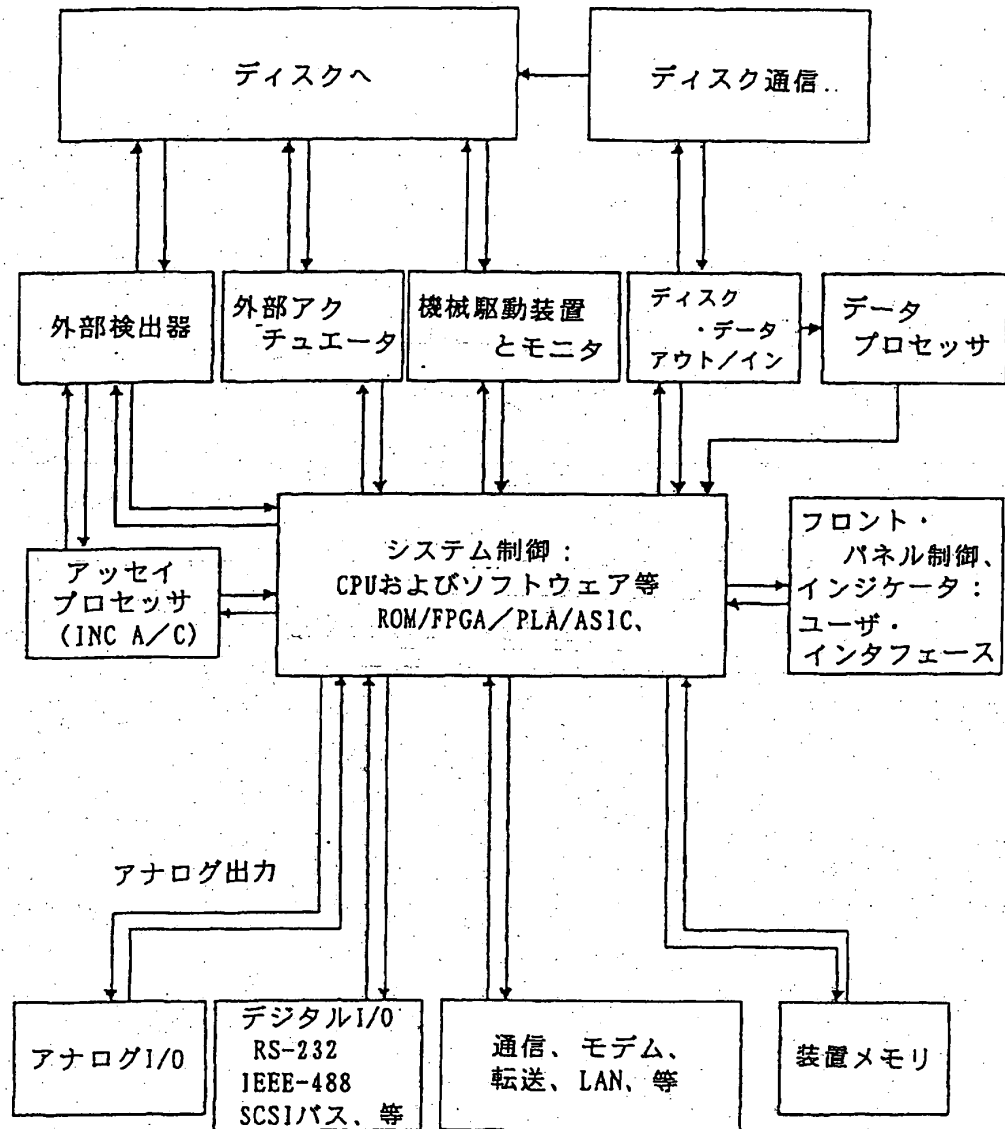 ディスクへ
ディスク通信
外部検出器
外部アク
チュエータ
機械駆動装置
とモニタ
ディスク
・データ
アウト/イン
データ
プロセッサ
システム制御：
CPUおよびソフトウェア等
ROM/FPGA／PLA/ASIC、
アッセイ
プロセッサ
(INC A／C)
フロント・
パネル制御、
インジケータ：
ユーザ・
インタフェース
アナログ出力
アナログI/O
デジタルI/O
RS-232
IEEE-488
SCSIバス、等
通信、モデム、
転送、LAN、等
装置メモリ